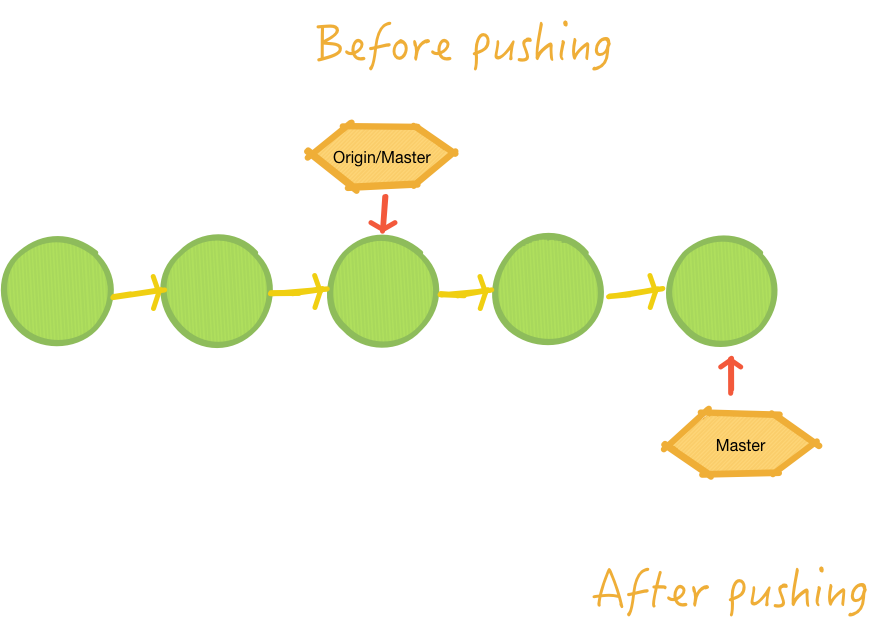 Before pushing
Origin/Master
Master
After pushing